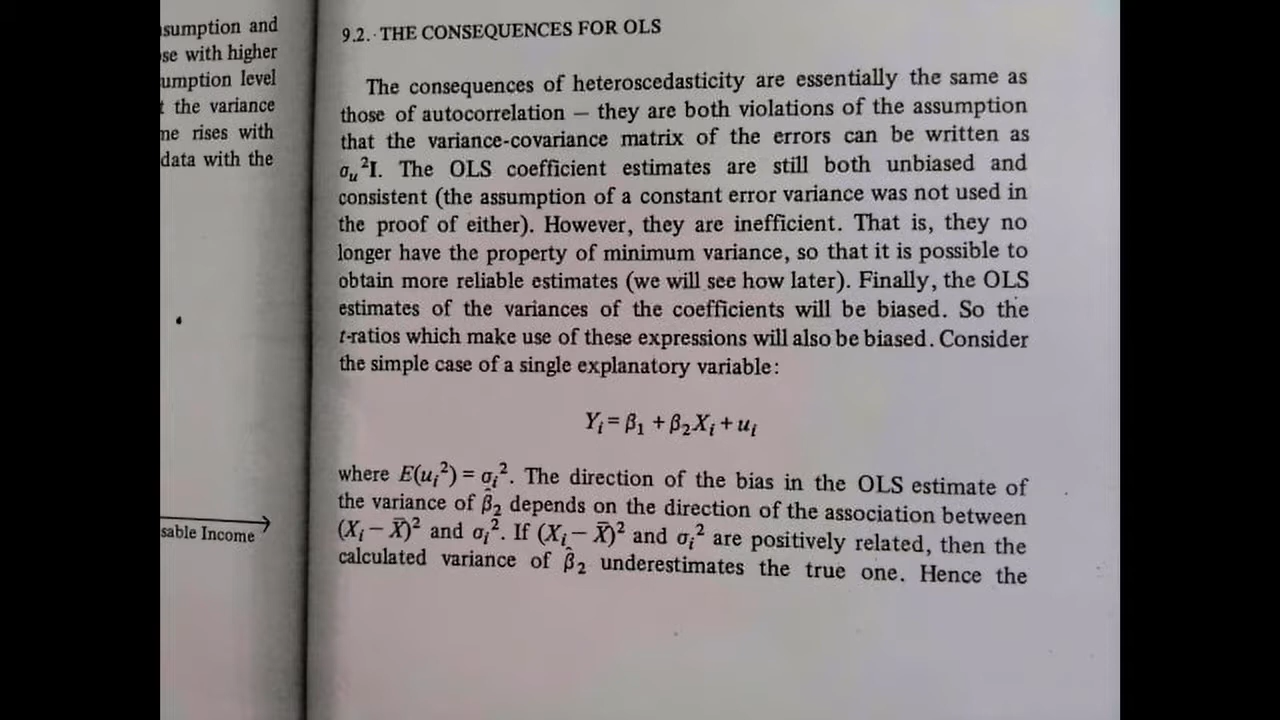 sumption and
se with higher
umption level
t the variance
me rises with
data with the
sable Income
9.2. THE CONSEQUENCES FOR OLS
The consequences of heteroscedasticity are essentially the same as
those of autocorrelation — they are both violations of the assumption
that the variance-covariance matrix of the errors can be written as
σᵤ²I. The OLS coefficient estimates are still both unbiased and
consistent (the assumption of a constant error variance was not used in
the proof of either). However, they are inefficient. That is, they no
longer have the property of minimum variance, so that it is possible to
obtain more reliable estimates (we will see how later). Finally, the OLS
estimates of the variances of the coefficients will be biased. So the
t-ratios which make use of these expressions will also be biased. Consider
the simple case of a single explanatory variable:
Yᵢ = β₁ + β₂Xᵢ + uᵢ
where E(uᵢ²) = σᵢ². The direction of the bias in the OLS estimate of
the variance of β̂₂ depends on the direction of the association between
(Xᵢ − X̄)² and σᵢ². If (Xᵢ − X̄)² and σᵢ² are positively related, then the
calculated variance of β̂₂ underestimates the true one. Hence the